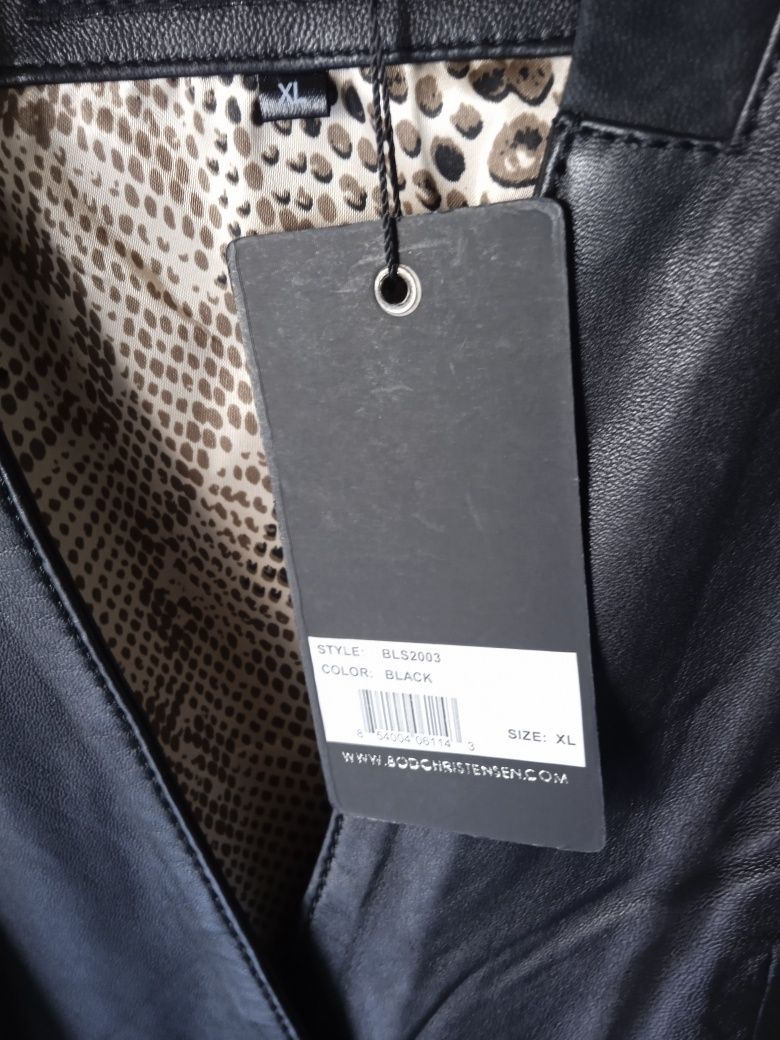 XL
STYLE: BLS2003
COLOR: BLACK
8 54004 06114 3
SIZE: XL
WWW.BODCHRISTENSEN.COM